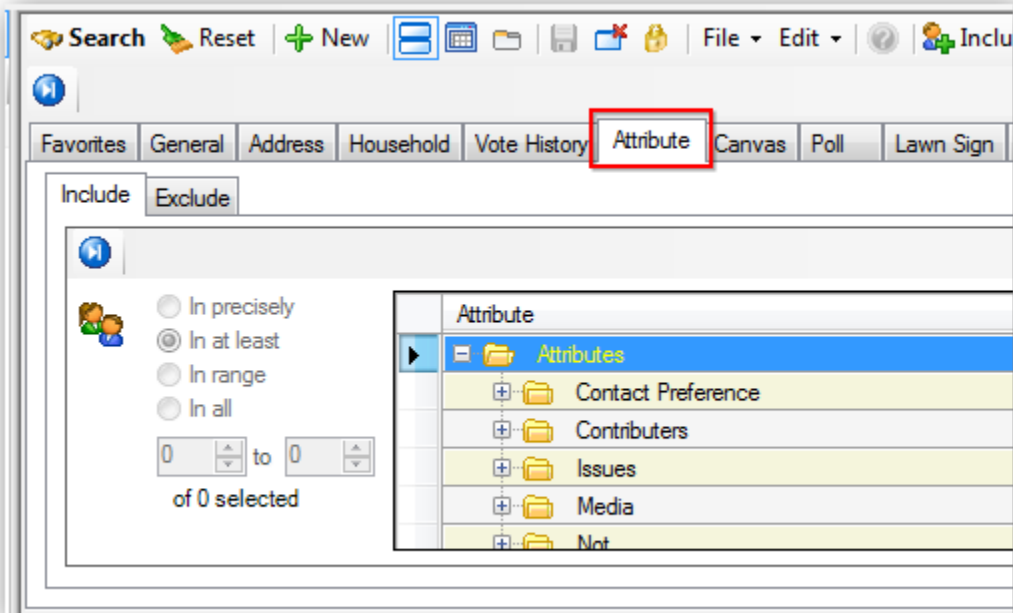 Search Reset New File Edit Inclu
Favorites General Address Household Vote History Attribute Canvas Poll Lawn Sign
Include Exclude
In precisely
In at least
In range
In all
0 to 0
of 0 selected
Attribute
Attributes
Contact Preference
Contributers
Issues
Media
Not